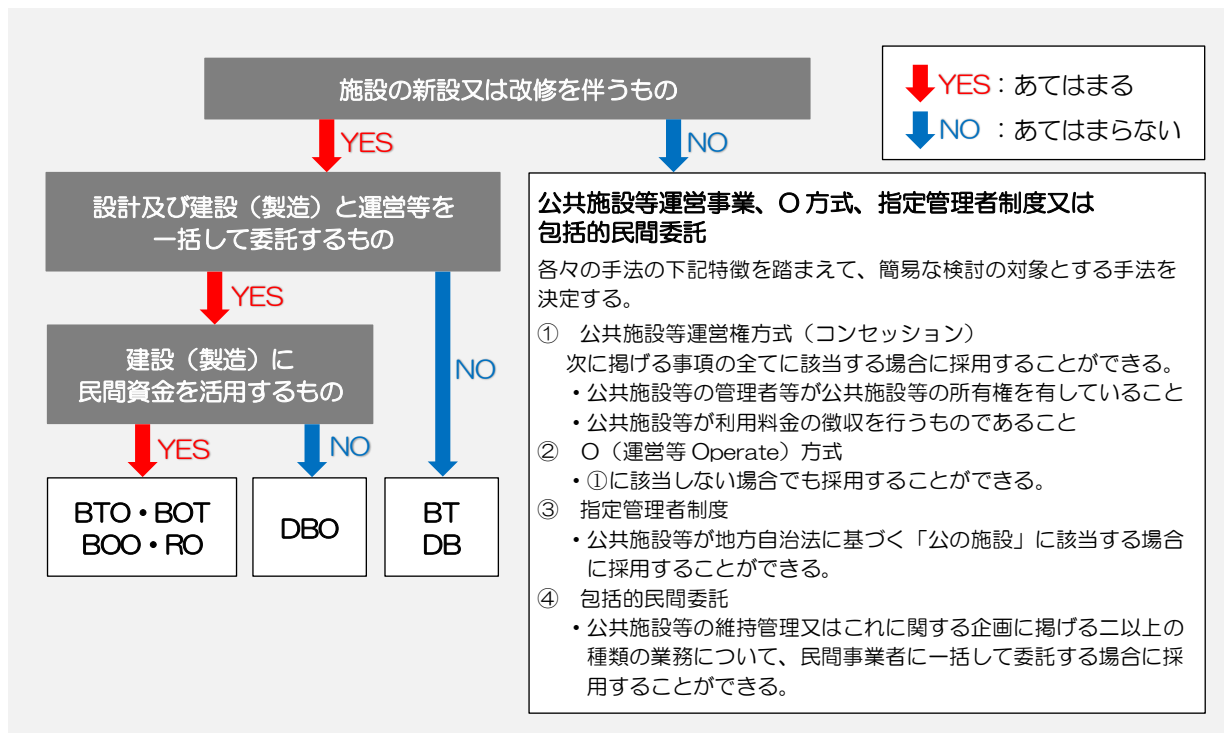 施設の新設又は改修を伴うもの
YES：あてはまる
NO ：あてはまらない
YES
NO
設計及び建設（製造）と運営等を
一括して委託するもの
YES
NO
建設（製造）に
民間資金を活用するもの
YES
NO
BTO・BOT
BOO・RO
DBO
BT
DB
公共施設等運営事業、O 方式、指定管理者制度又は
包括的民間委託
各々の手法の下記特徴を踏まえて、簡易な検討の対象とする手法を
決定する。
① 公共施設等運営権方式（コンセッション）
次に掲げる事項の全てに該当する場合に採用することができる。
・公共施設等の管理者等が公共施設等の所有権を有していること
・公共施設等が利用料金の徴収を行うものであること
② O（運営等 Operate）方式
・①に該当しない場合でも採用することができる。
③ 指定管理者制度
・公共施設等が地方自治法に基づく「公の施設」に該当する場合
に採用することができる。
④ 包括的民間委託
・公共施設等の維持管理又はこれに関する企画に掲げる二以上の
種類の業務について、民間事業者に一括して委託する場合に採
用することができる。